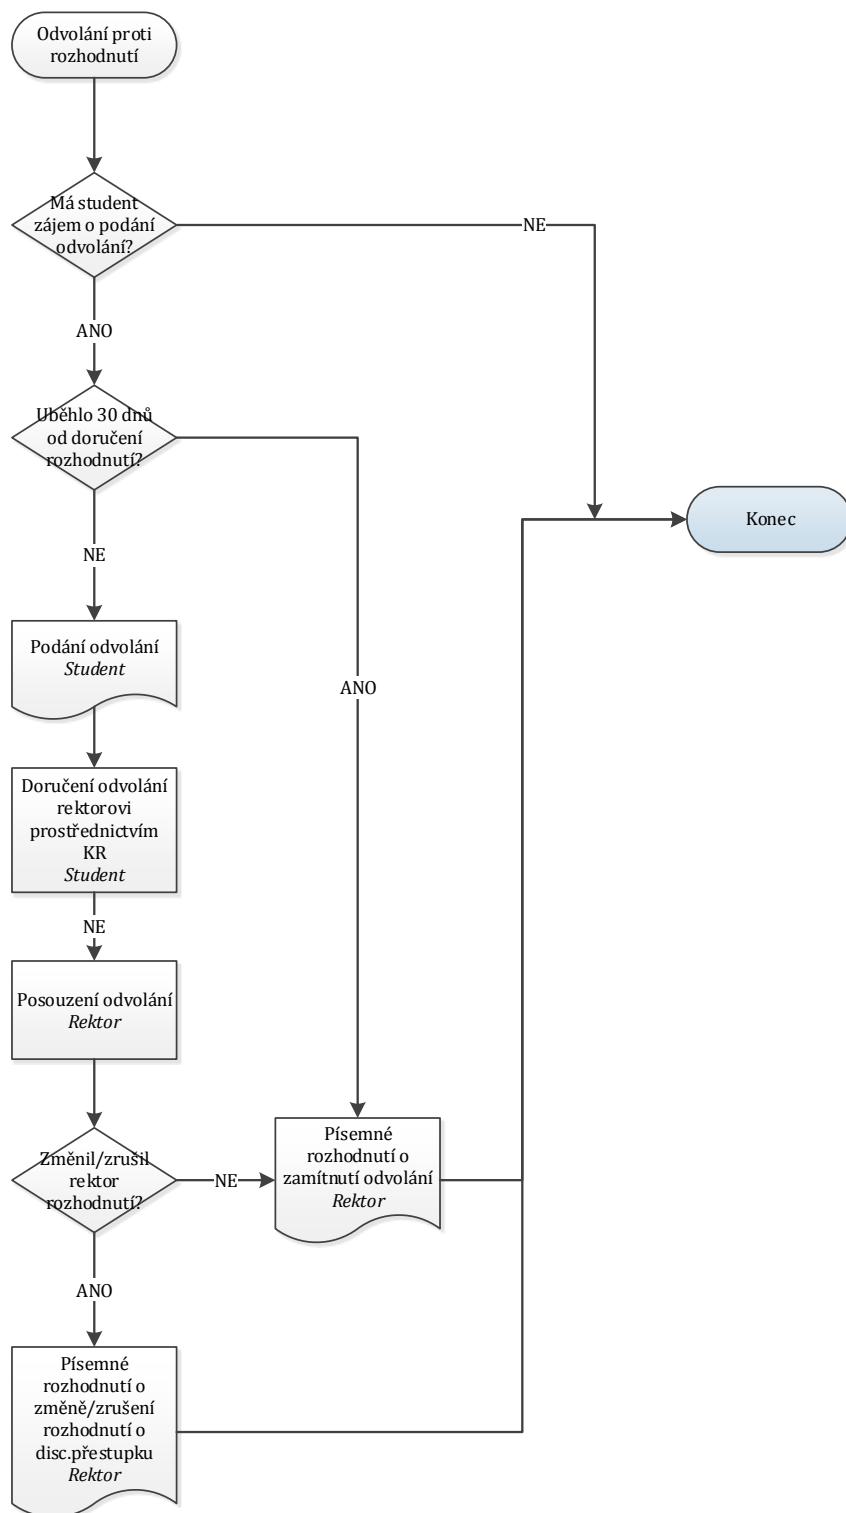 Odvolání proti
rozhodnutí
Má student
zájem o podání
odvolání?
NE
ANO
Uběhlo 30 dnů
od doručení
rozhodnutí?
Konec
NE
Podání odvolání
Student
ANO
Doručení odvolání
rektorovi
prostřednictvím
KR
Student
NE
Posouzení odvolání
Rektor
Změnil/zrušil
rektor
rozhodnutí?
NE
Písemné
rozhodnutí o
zamítnutí odvolání
Rektor
ANO
Písemné
rozhodnutí o
změně/zrušení
rozhodnutí o
disc.přestupku
Rektor